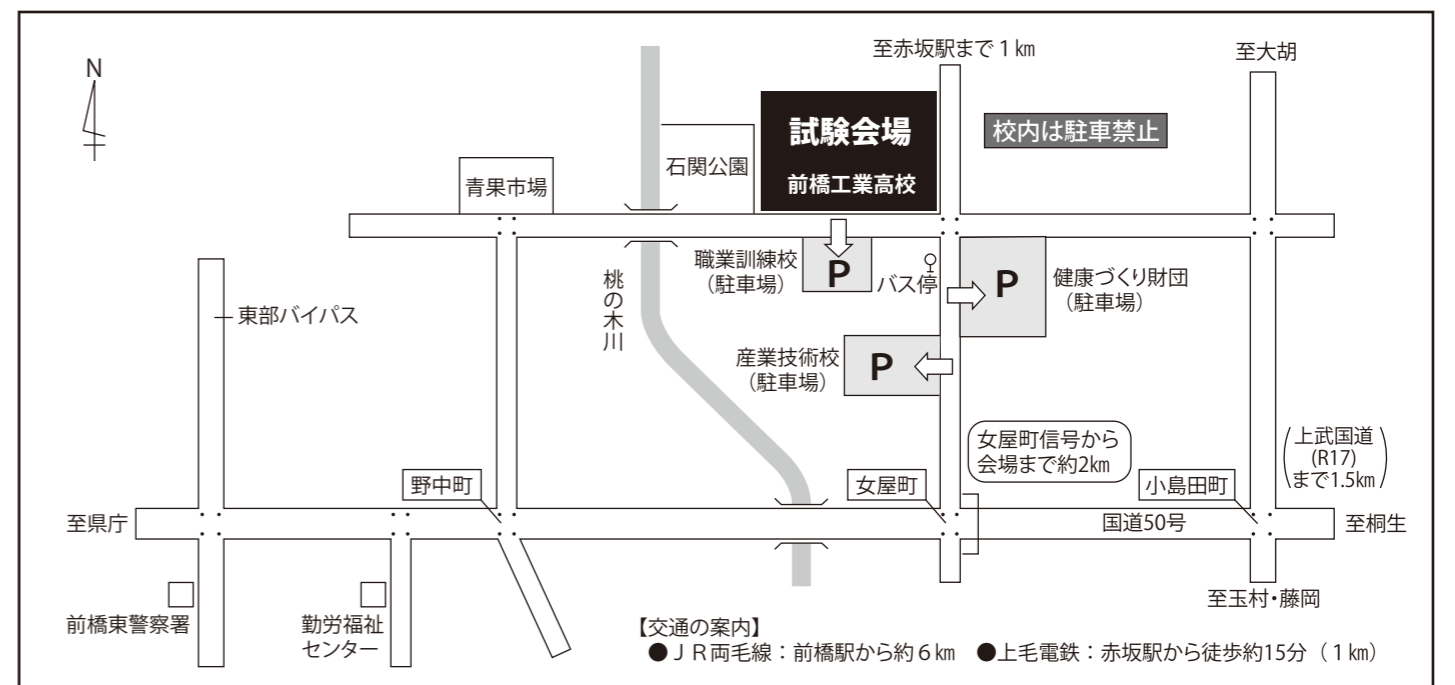 N
至赤坂駅まで1㎞
至大胡
試験会場
前橋工業高校
校内は駐車禁止
石関公園
青果市場
職業訓練校
(駐車場)
P
バス停
P
健康づくり財団
(駐車場)
桃の木川
東部バイパス
産業技術校
(駐車場)
P
女屋町信号から
会場まで約2㎞
上武国道
(R17)
まで1.5㎞
野中町
女屋町
小島田町
至県庁
国道50号
至桐生
前橋東警察署
勤労福祉
センター
至玉村・藤岡
【交通の案内】
●JR両毛線:前橋駅から約6㎞ ●上毛電鉄:赤坂駅から徒歩約15分(1㎞)